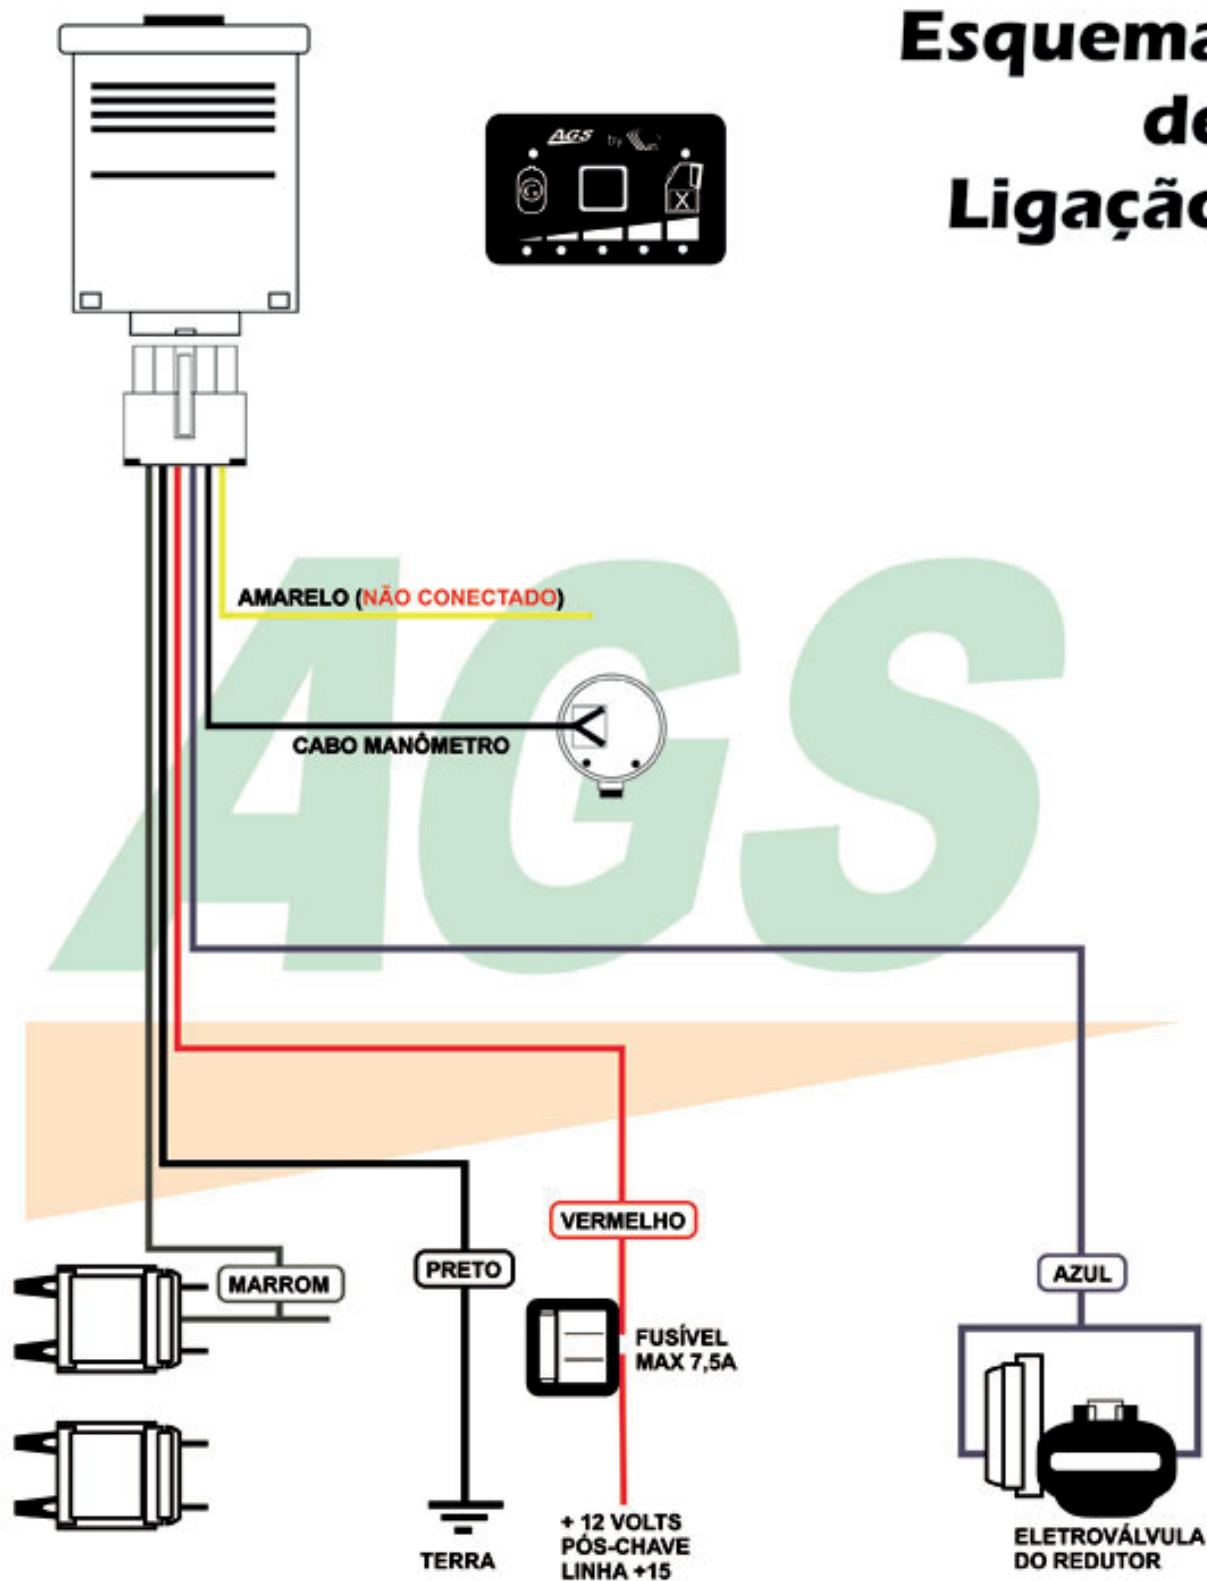 Esquema
de
Ligação
AGS by
G
X
AMARELO (NÃO CONECTADO)
CABO MANÔMETRO
AGS
VERMELHO
PRETO
AZUL
MARROM
FUSÍVEL
MAX 7,5A
+ 12 VOLTS
PÓS-CHAVE
LINHA +15
TERRA
ELETROVÁLVULA
DO REDUTOR